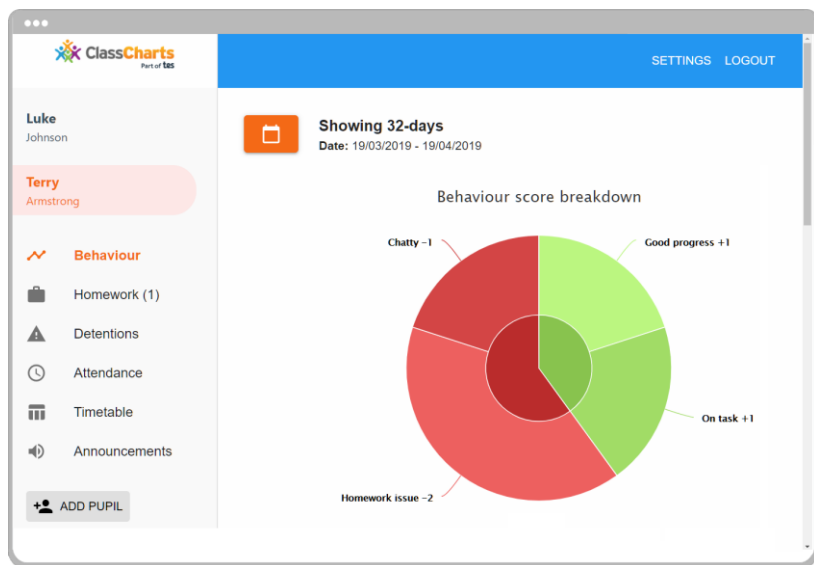 ClassCharts
Part of tes
SETTINGS LOGOUT
Luke
Johnson
Terry
Armstrong
Behaviour
Homework (1)
Detentions
Attendance
Timetable
Announcements
ADD PUPIL
Showing 32-days
Date: 19/03/2019 - 19/04/2019
Behaviour score breakdown
Chatty −1
Good progress +1
On task +1
Homework issue −2